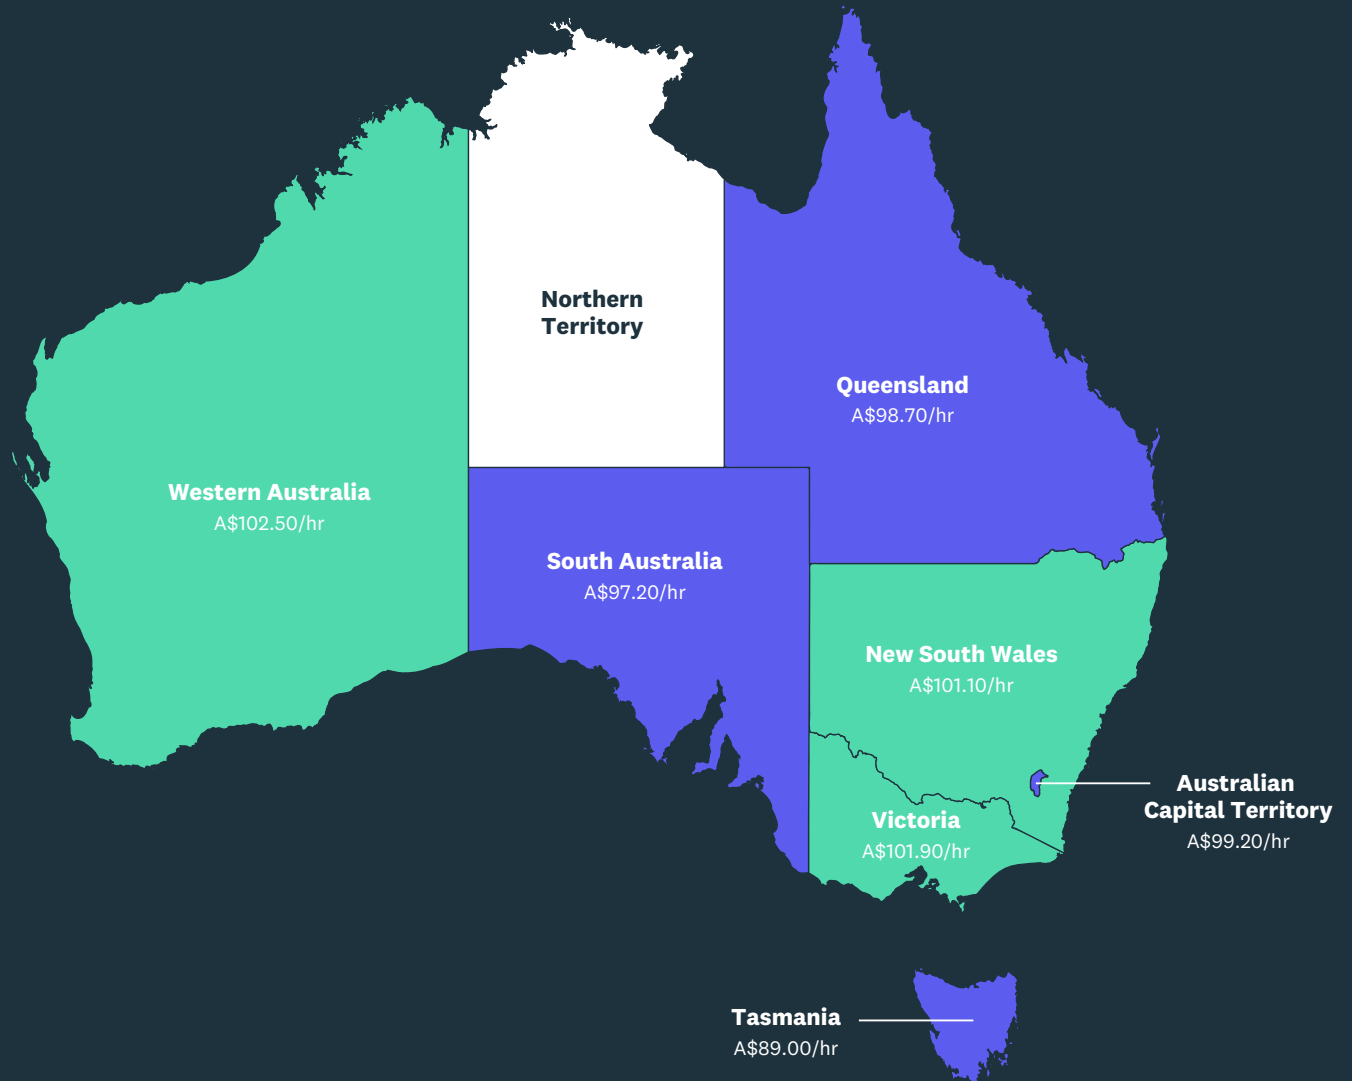 Northern
Territory
Queensland
A$98.70/hr
Western Australia
A$102.50/hr
South Australia
A$97.20/hr
New South Wales
A$101.10/hr
Australian
Capital Territory
A$99.20/hr
Victoria
A$101.90/hr
Tasmania
A$89.00/hr